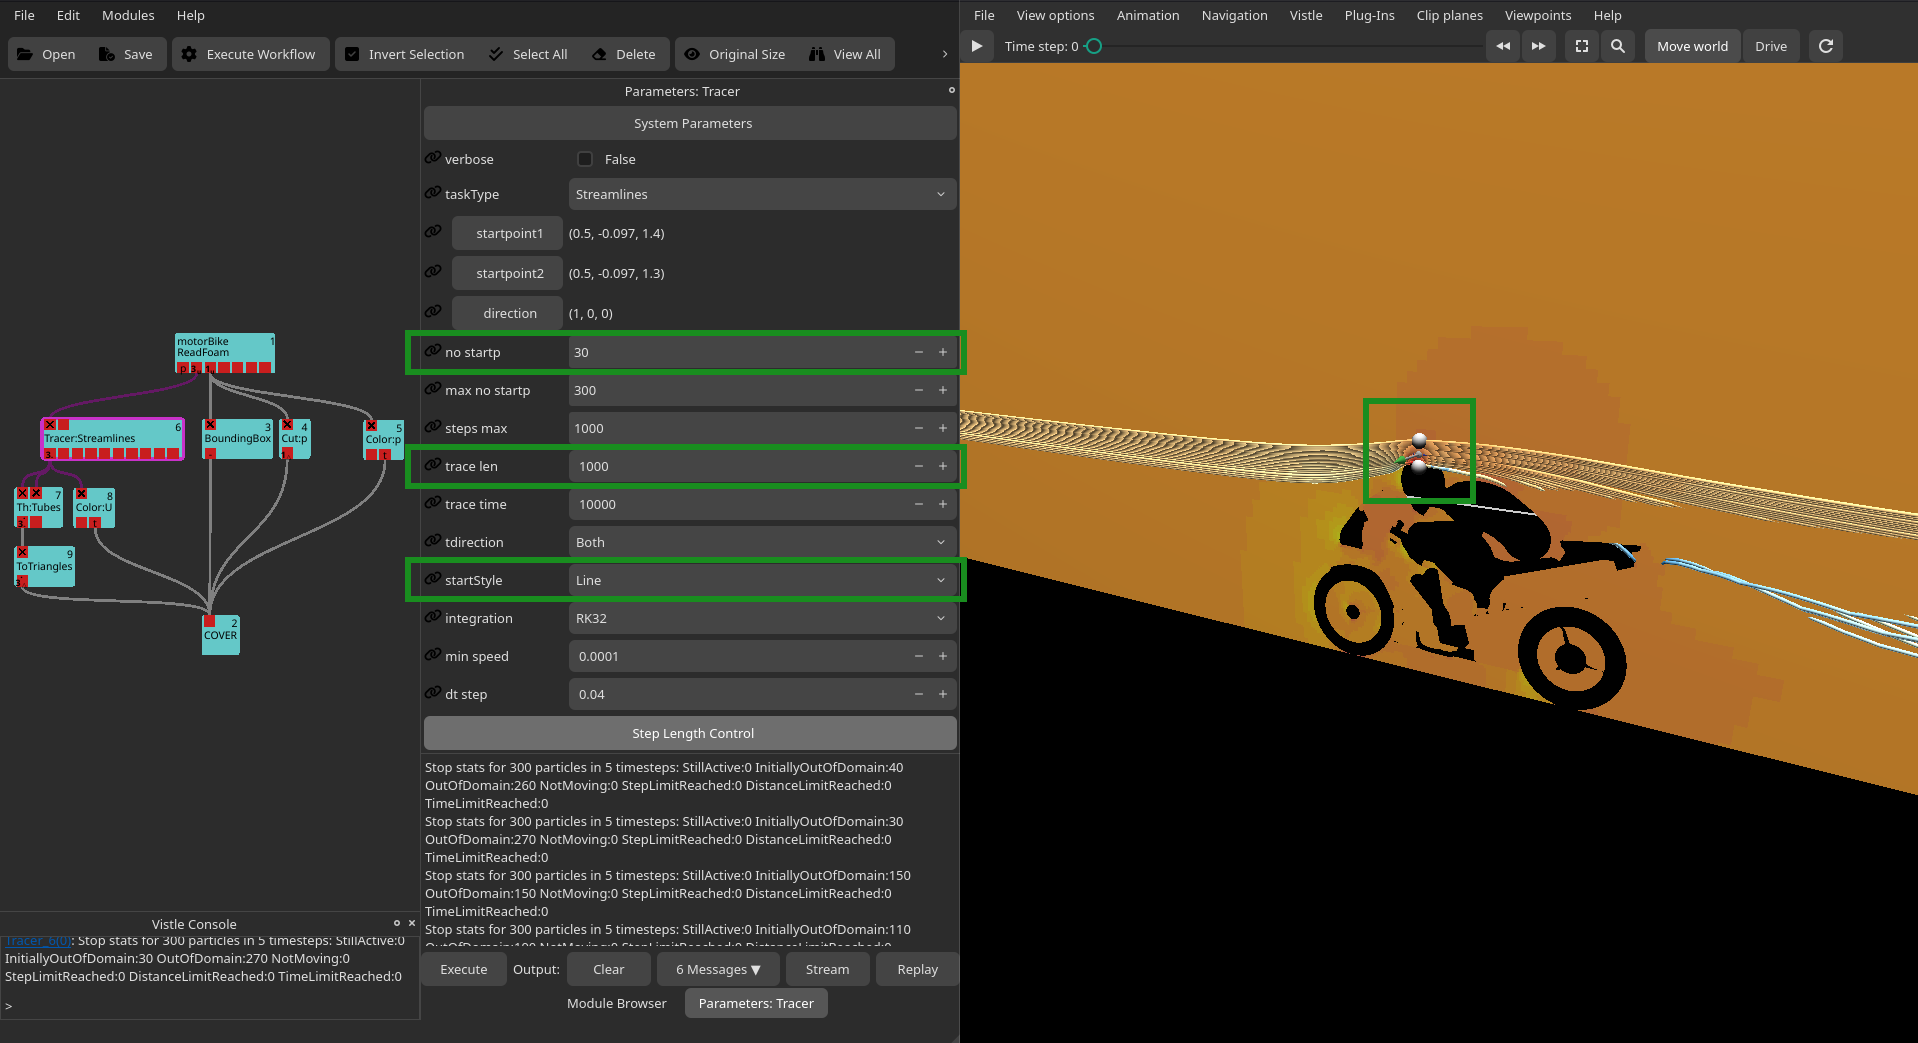 File Edit Modules Help
Open Save Execute Workflow Invert Selection Select All Delete Original Size View All ›
motorBike 1
ReadFoam
6
Tracer:Streamlines
3
BoundingBox
4
Cut:p
5
Color:p
t
7
Th:Tubes
8
Color:U
t
9
ToTriangles
2
COVER
Vistle Console
Tracer_6(0): Stop stats for 300 particles in 5 timesteps: StillActive:0
InitiallyOutOfDomain:30 OutOfDomain:270 NotMoving:0
StepLimitReached:0 DistanceLimitReached:0 TimeLimitReached:0
>
Parameters: Tracer
System Parameters
verbose False
taskType Streamlines
startpoint1 (0.5, -0.097, 1.4)
startpoint2 (0.5, -0.097, 1.3)
direction (1, 0, 0)
no startp 30 − +
max no startp 300 − +
steps max 1000 − +
trace len 1000 − +
trace time 10000 − +
tdirection Both
startStyle Line
integration RK32
min speed 0.0001 − +
dt step 0.04 − +
Step Length Control
Stop stats for 300 particles in 5 timesteps: StillActive:0 InitiallyOutOfDomain:40
OutOfDomain:260 NotMoving:0 StepLimitReached:0 DistanceLimitReached:0
TimeLimitReached:0
Stop stats for 300 particles in 5 timesteps: StillActive:0 InitiallyOutOfDomain:30
OutOfDomain:270 NotMoving:0 StepLimitReached:0 DistanceLimitReached:0
TimeLimitReached:0
Stop stats for 300 particles in 5 timesteps: StillActive:0 InitiallyOutOfDomain:150
OutOfDomain:150 NotMoving:0 StepLimitReached:0 DistanceLimitReached:0
TimeLimitReached:0
Stop stats for 300 particles in 5 timesteps: StillActive:0 InitiallyOutOfDomain:110
Execute Output: Clear 6 Messages ▼ Stream Replay
Module Browser Parameters: Tracer
File View options Animation Navigation Vistle Plug-Ins Clip planes Viewpoints Help
Time step: 0 Move world Drive